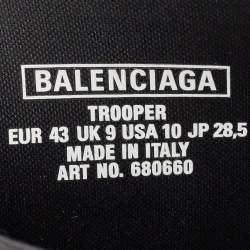 BALENCIAGA
TROOPER
EUR 43 UK 9 USA 10 JP 28,5
MADE IN ITALY
ART NO. 680660